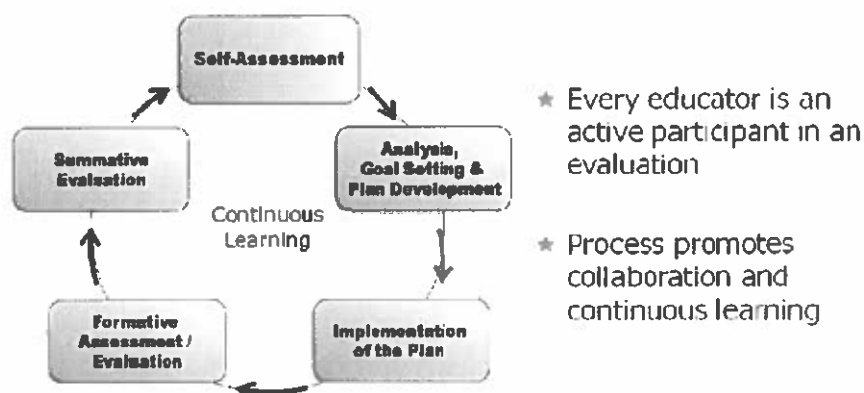 Self-Assessment
Analysis,
Goal Setting &
Plan Development
Implementation
of the Plan
Formative
Assessment /
Evaluation
Summative
Evaluation
Continuous
Learning
★ Every educator is an
active participant in an
evaluation
★ Process promotes
collaboration and
continuous learning